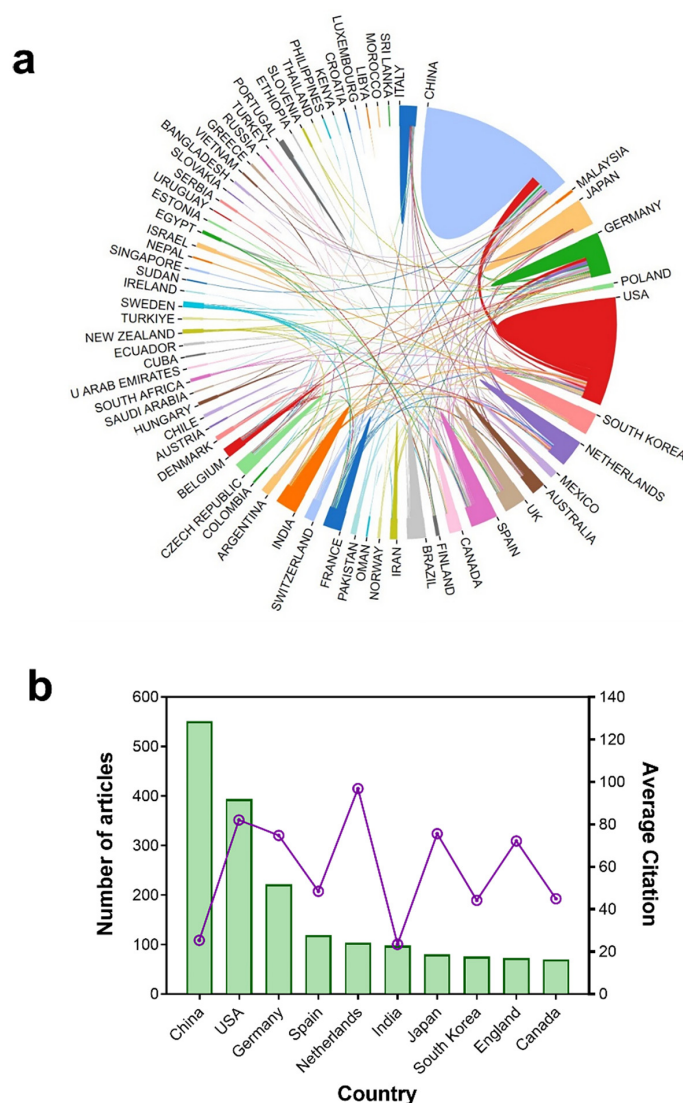 a
ITALY
CHINA
MALAYSIA
JAPAN
GERMANY
POLAND
USA
SOUTH KOREA
NETHERLANDS
MEXICO
AUSTRALIA
UK
SPAIN
CANADA
FINLAND
BRAZIL
IRAN
NORWAY
OMAN
PAKISTAN
FRANCE
SWITZERLAND
INDIA
ARGENTINA
COLOMBIA
CZECH REPUBLIC
BELGIUM
DENMARK
AUSTRIA
CHILE
HUNGARY
SAUDI ARABIA
SOUTH AFRICA
U ARAB EMIRATES
CUBA
ECUADOR
NEW ZEALAND
TURKIYE
SWEDEN
IRELAND
SUDAN
SINGAPORE
NEPAL
ISRAEL
EGYPT
ESTONIA
URUGUAY
SERBIA
SLOVAKIA
BANGLADESH
VIETNAM
GREECE
RUSSIA
TURKEY
PORTUGAL
ETHIOPIA
SLOVENIA
THAILAND
PHILIPPINES
KENYA
CROATIA
LUXEMBOURG
LIBYA
MOROCCO
SRI LANKA
b
Number of articles
600
500
400
300
200
100
0
140
120
100
80
60
40
20
0
Average Citation
China
USA
Germany
Spain
Netherlands
India
Japan
South Korea
England
Canada
Country